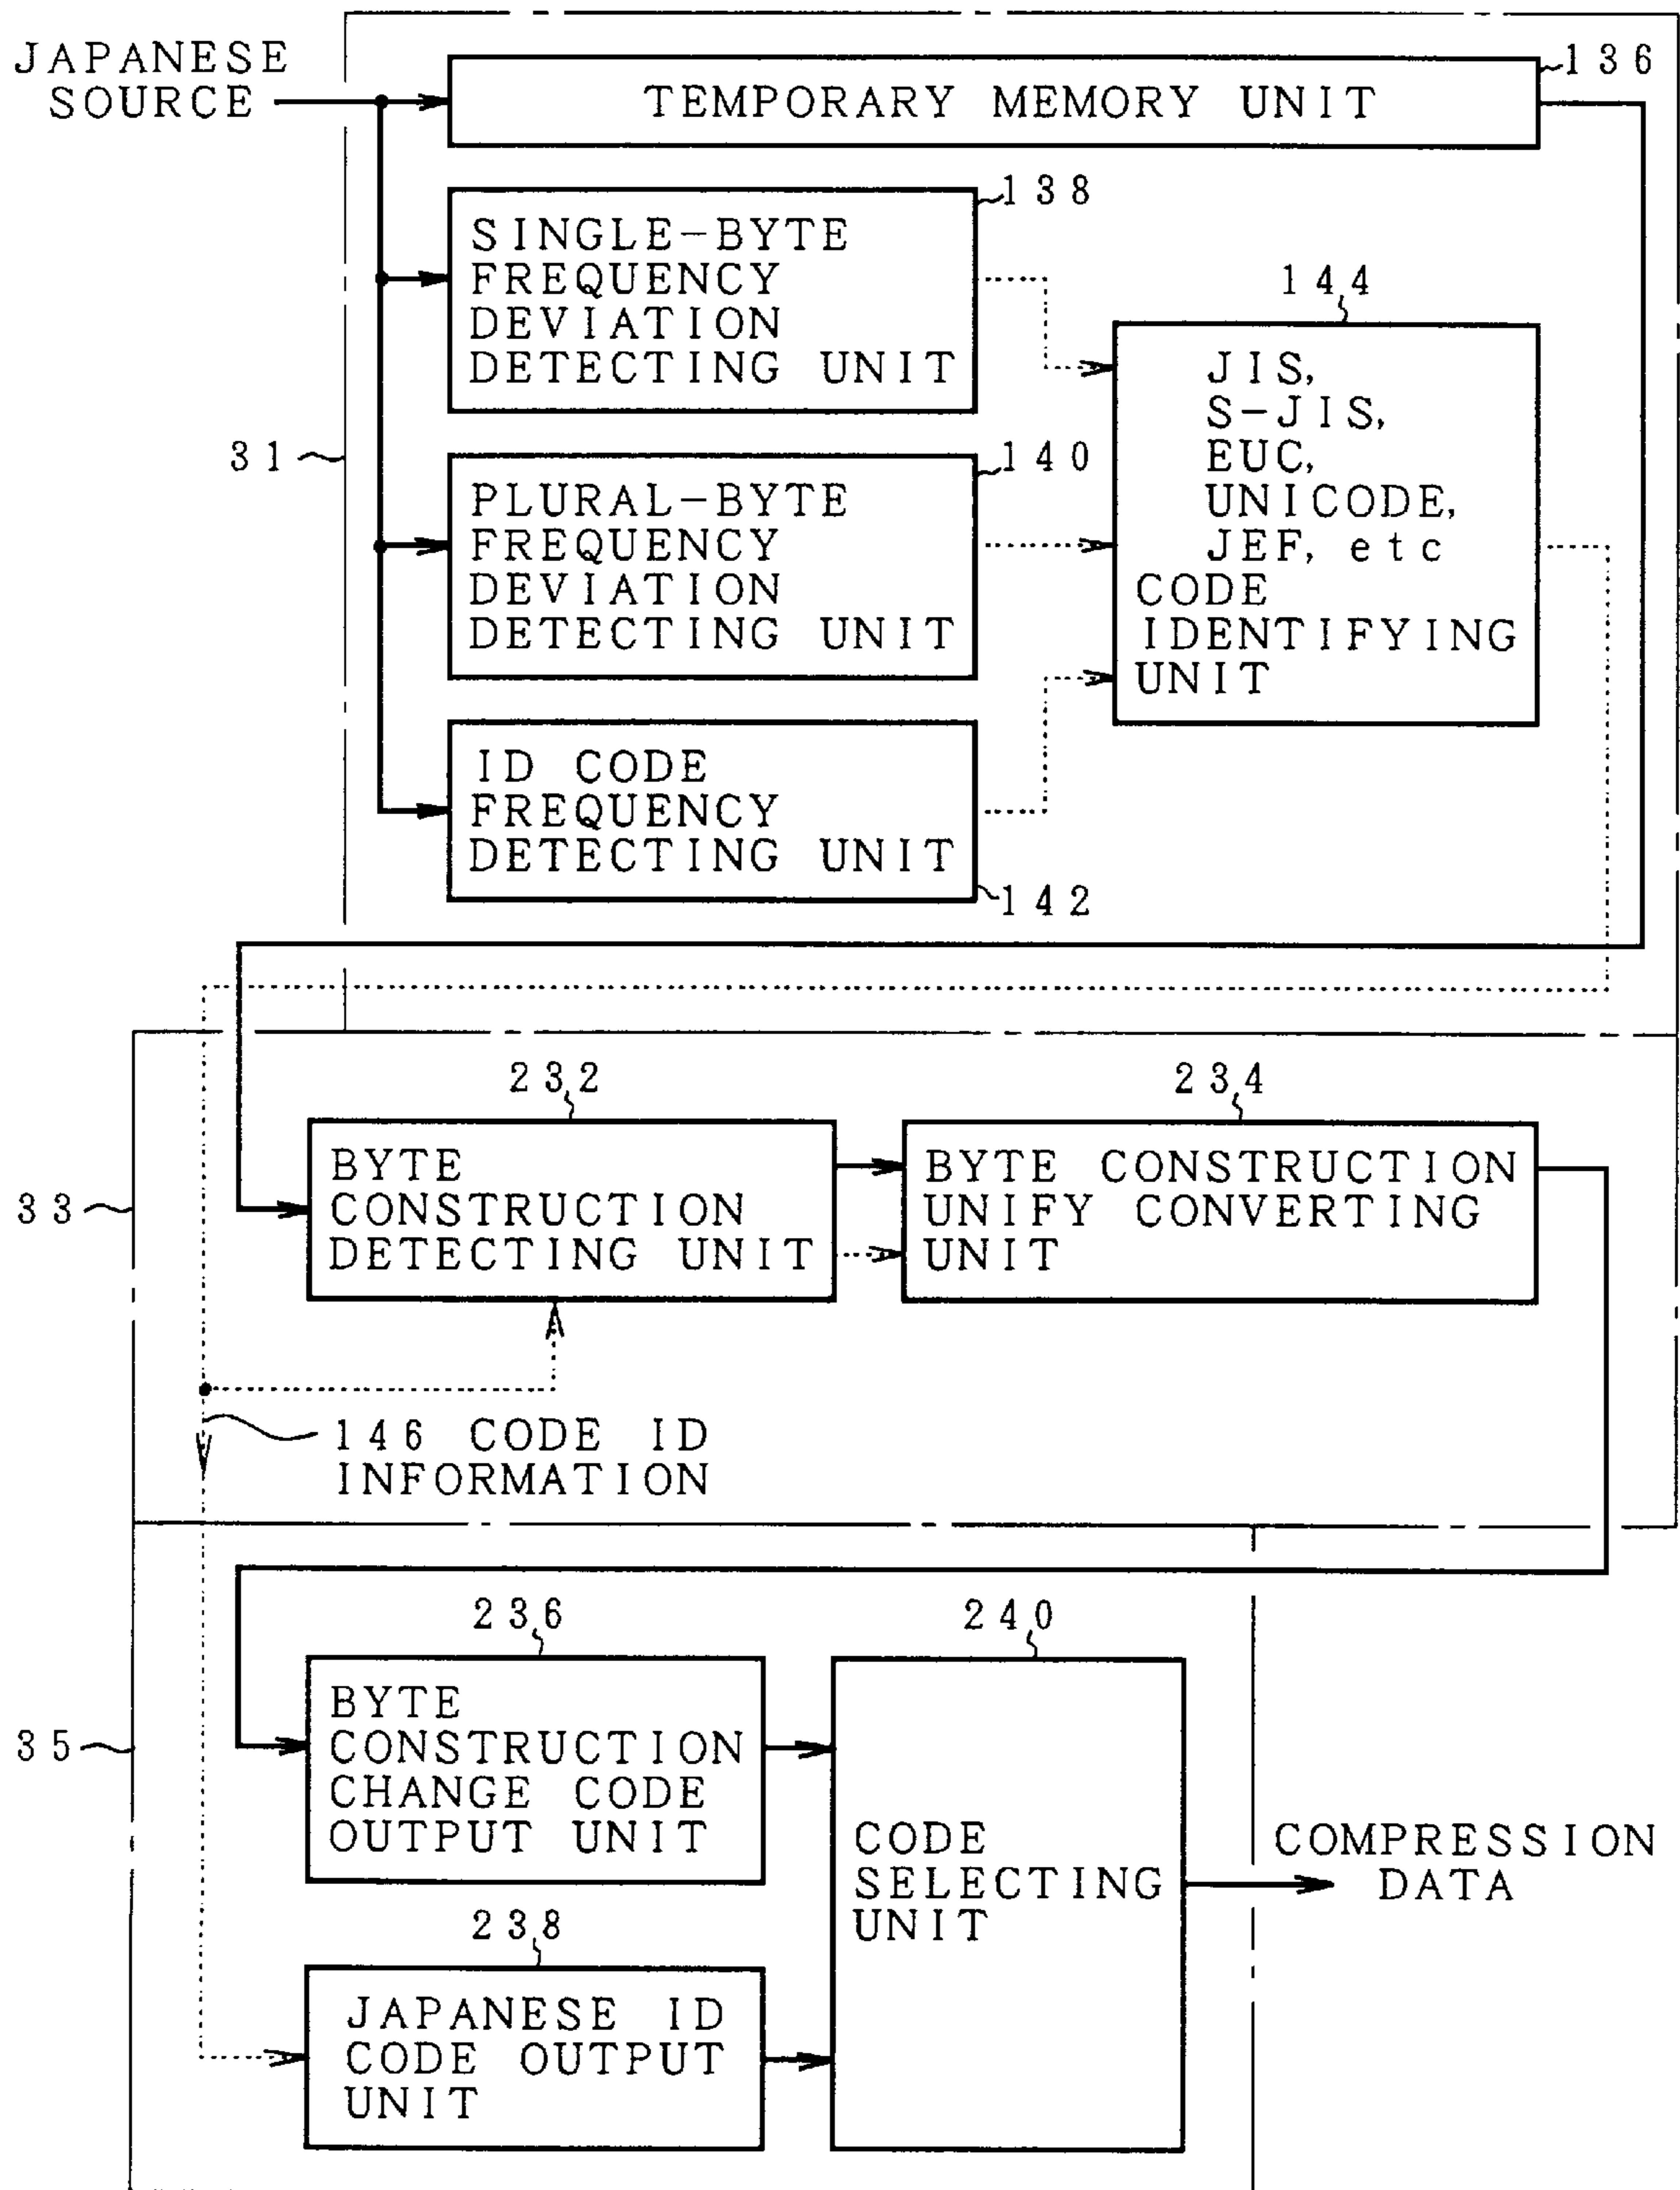 JAPANESE
SOURCE
136
TEMPORARY MEMORY UNIT
138
SINGLE-BYTE
FREQUENCY
DEVIATION
DETECTING UNIT
144
JIS,
S-JIS,
EUC,
UNICODE,
JEF, etc
CODE
IDENTIFYING
UNIT
31
140
PLURAL-BYTE
FREQUENCY
DEVIATION
DETECTING UNIT
ID CODE
FREQUENCY
DETECTING UNIT
142
232
234
33
BYTE
CONSTRUCTION
DETECTING UNIT
BYTE CONSTRUCTION
UNIFY CONVERTING
UNIT
146 CODE ID
INFORMATION
236
240
35
BYTE
CONSTRUCTION
CHANGE CODE
OUTPUT UNIT
CODE
SELECTING
UNIT
COMPRESSION
DATA
238
JAPANESE ID
CODE OUTPUT
UNIT